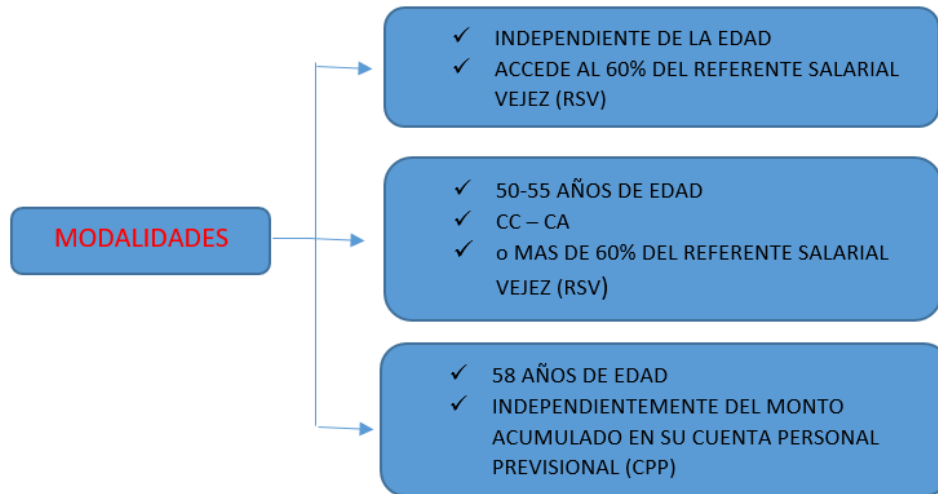 MODALIDADES
✓ INDEPENDIENTE DE LA EDAD
✓ ACCEDE AL 60% DEL REFERENTE SALARIAL
VEJEZ (RSV)
✓ 50-55 AÑOS DE EDAD
✓ CC – CA
✓ o MAS DE 60% DEL REFERENTE SALARIAL
VEJEZ (RSV)
✓ 58 AÑOS DE EDAD
✓ INDEPENDIENTEMENTE DEL MONTO
ACUMULADO EN SU CUENTA PERSONAL
PREVISIONAL (CPP)